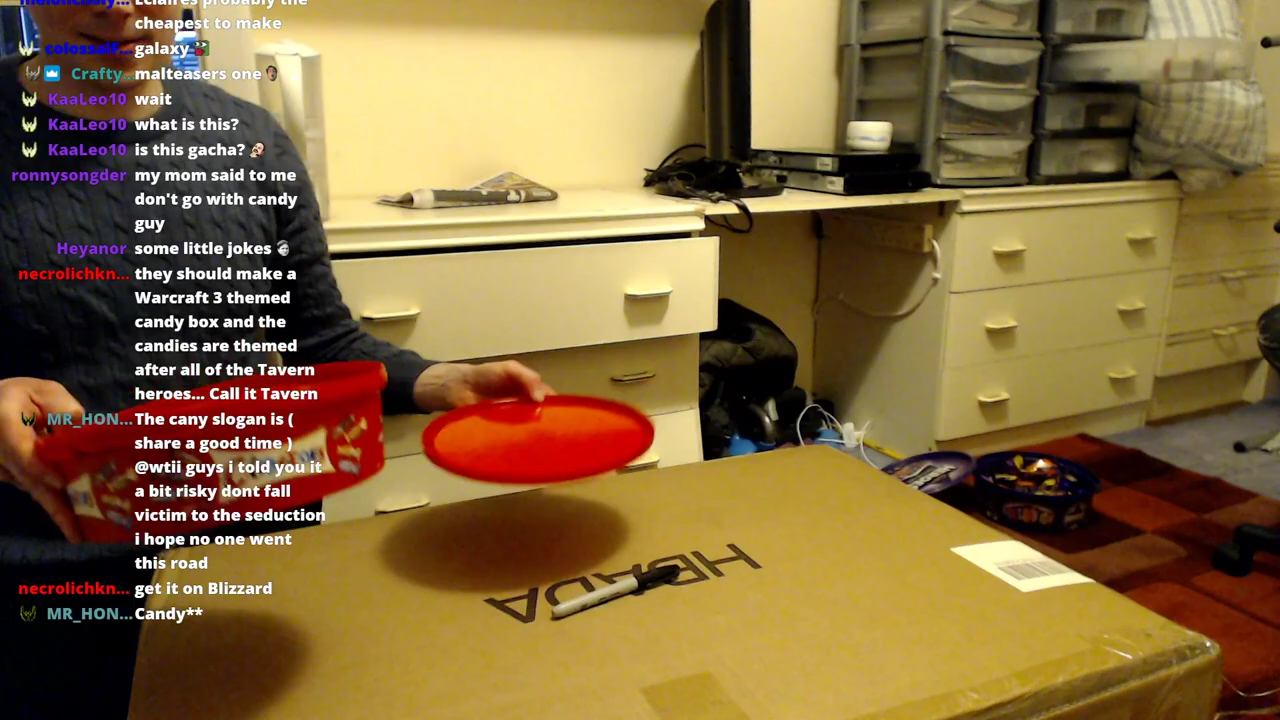 Eclaires probably the
cheapest to make
colossalF... galaxy
Crafty... malteasers one
KaaLeo10 wait
KaaLeo10 what is this?
KaaLeo10 is this gacha?
ronnysongder my mom said to me
don't go with candy
guy
Heyanor some little jokes
necrolichkn... they should make a
Warcraft 3 themed
candy box and the
candies are themed
after all of the Tavern
heroes... Call it Tavern
MR_HON... The cany slogan is (
share a good time )
@wtii guys i told you it
a bit risky dont fall
victim to the seduction
i hope no one went
this road
necrolichkn... get it on Blizzard
MR_HON... Candy**
HBADA